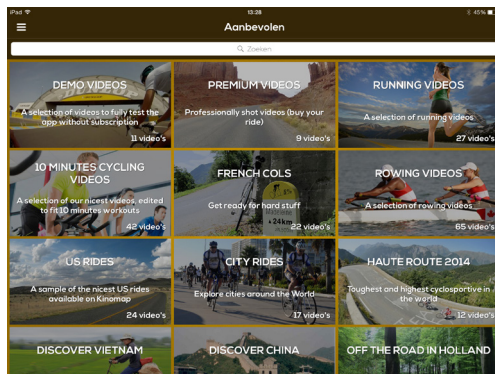 iPad 13:26 45%
Aanbevolen
Zoeken
DEMO VIDEOS
A selection of videos to fully test the
app without subscription
11 video's
PREMIUM VIDEOS
Professionally shot videos (buy your
ride)
9 video's
RUNNING VIDEOS
A selection of running videos
27 video's
10 MINUTES CYCLING
VIDEOS
A selection of our nicest videos, edited
to fit 10 minutes workouts
42 video's
FRENCH COLS
Get ready for hard stuff
22 video's
ROWING VIDEOS
A selection of rowing videos
65 video's
US RIDES
A sample of the nicest US rides
available on Kinomap
24 video's
CITY RIDES
Explore cities around the World
17 video's
HAUTE ROUTE 2014
Toughest and highest cyclosportive in
the world
12 video's
DISCOVER VIETNAM
DISCOVER CHINA
OFF THE ROAD IN HOLLAND